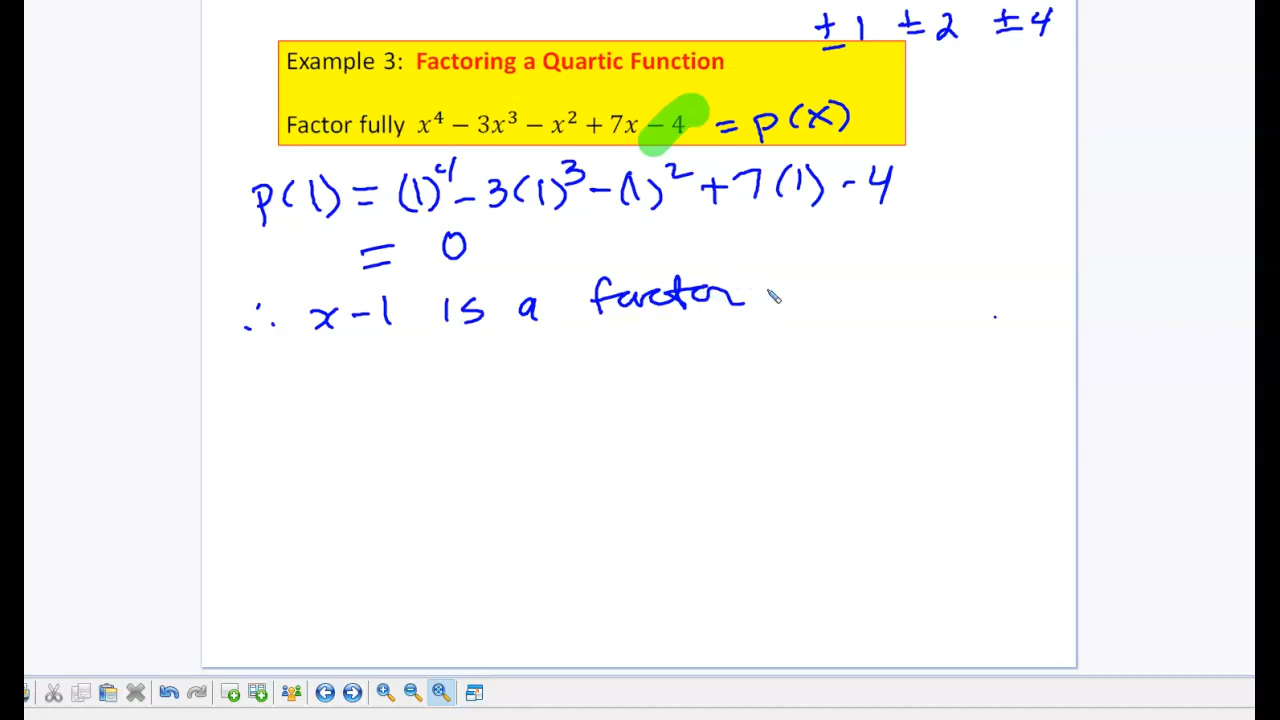 ± 1 ± 2 ± 4
Example 3: Factoring a Quartic Function
Factor fully x⁴ − 3x³ − x² + 7x − 4 = P(x)
P(1) = (1)⁴ − 3(1)³ − (1)² + 7(1) − 4
= 0
∴ x − 1 is a factor